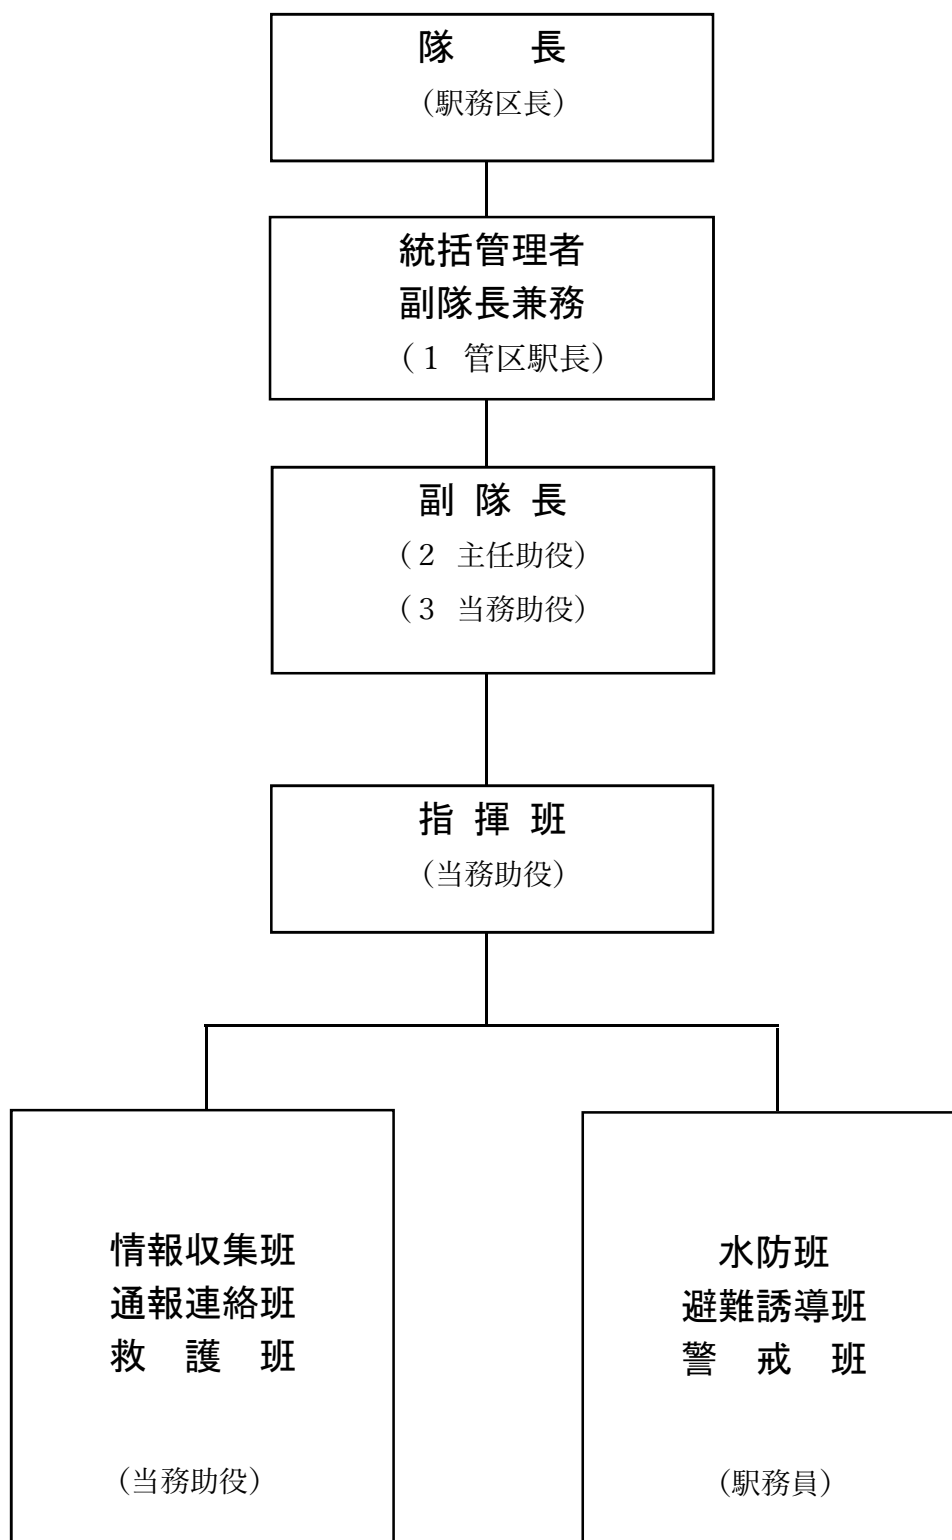 隊　　長
（駅務区長）
統括管理者
副隊長兼務
（１ 管区駅長）
副 隊 長
（２ 主任助役）
（３ 当務助役）
指 揮 班
（当務助役）
情報収集班
通報連絡班
救　護　班
（当務助役）
水防班
避難誘導班
警　戒　班
（駅務員）